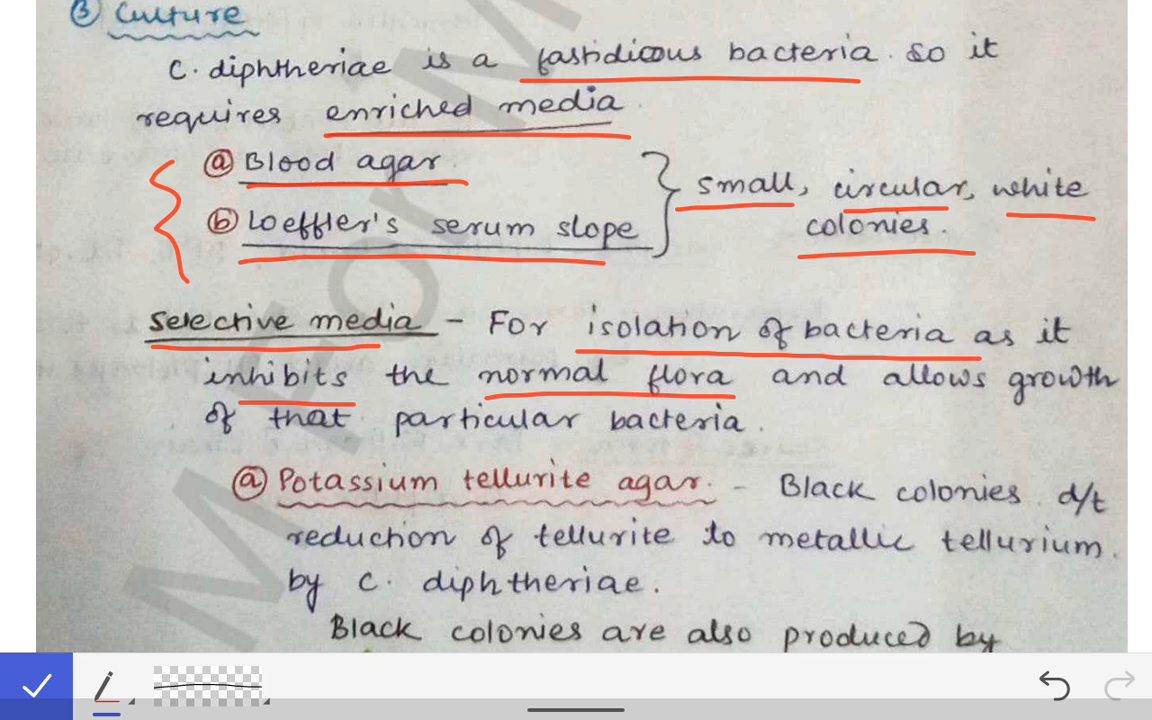 ③ Culture
C. diphtheriae is a fastidious bacteria. So it
requires enriched media
ⓐ Blood agar
ⓑ Loeffler's serum slope
} small, circular, white
colonies.
Selective media - For isolation of bacteria as it
inhibits the normal flora and allows growth
of that particular bacteria.
ⓐ Potassium tellurite agar. - Black colonies d/t
reduction of tellurite to metallic tellurium
by C. diphtheriae.
Black colonies are also produced by